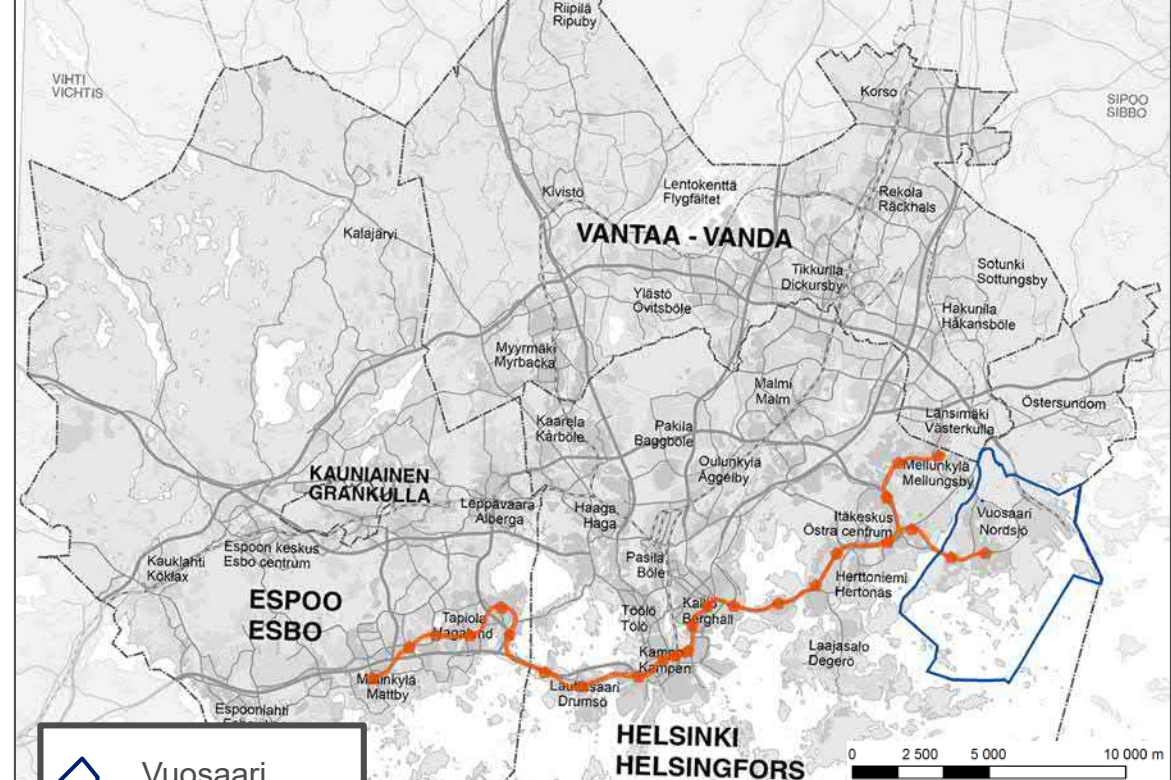 Riipilä
Ripuby
VIHTI
VICHTIS
Korso
SIPOO
SIBBO
Kivistö
Lentokenttä
Flygfältet
Rekola
Räckhals
Kalajärvi
VANTAA - VANDA
Tikkurila
Dickursby
Sotunki
Sottungsby
Ylästö
Övitsböle
Hakunila
Håkansböle
Myyrmäki
Myrbacka
Malmi
Malm
Östersundom
Länsimäki
Västerkulla
Kaarela
Kårböle
Pakila
Baggböle
Oulunkylä
Åggelby
Mellunkylä
Mellungsby
KAUNIAINEN
GRANKULLA
Leppävaara
Alberga
Haaga
Haga
Itäkeskus
Östra centrum
Vuosaari
Nordsjö
Espoon keskus
Esbo centrum
Kauklahti
Köklax
Pasila
Böle
Herttoniemi
Hertonäs
ESPOO
ESBO
Tapiola
Hagalund
Töölö
Tölö
Kallio
Berghäll
Laajasalo
Degerö
Kamppi
Kampen
Matinkylä
Mattby
Lauttasaari
Drumsö
Espoonlahti
HELSINKI
HELSINGFORS
0 2 500 5 000 10 000 m
Vuosaari